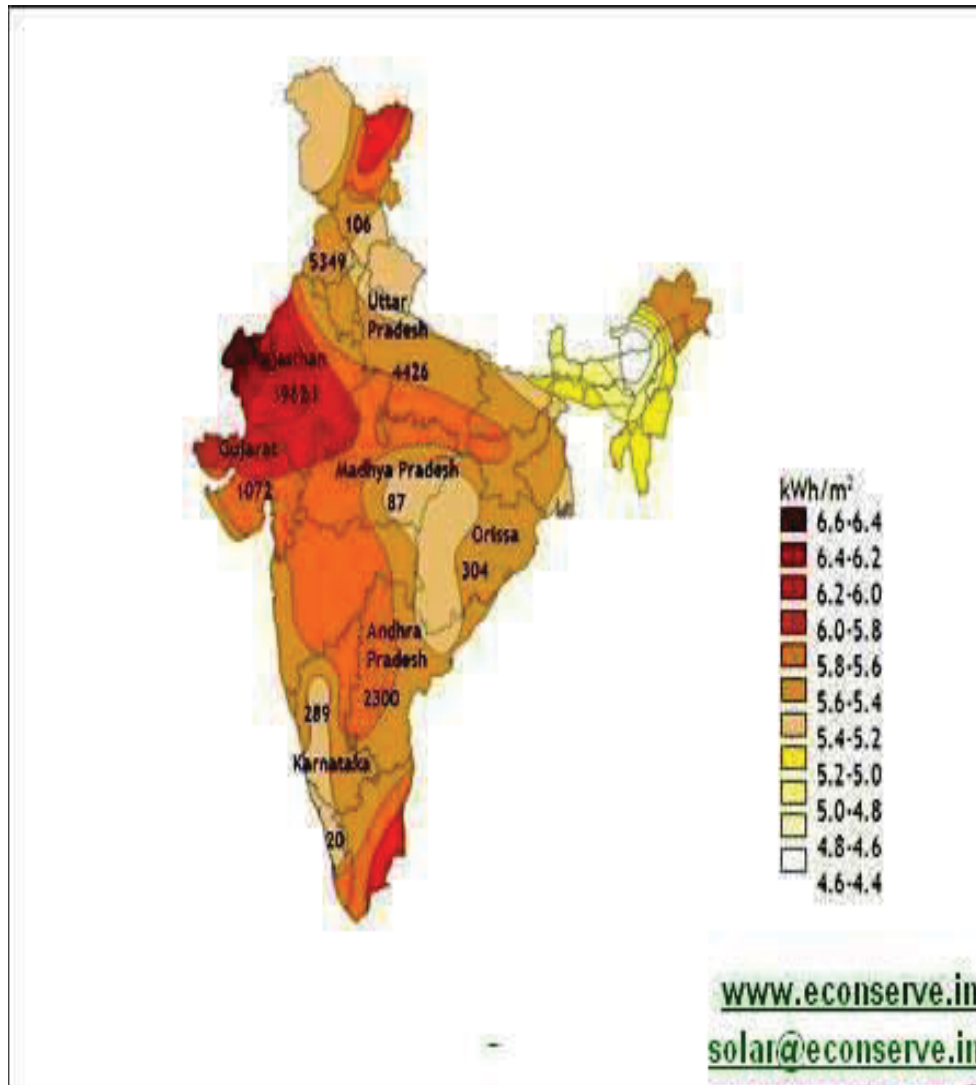 106
5349
Uttar
Pradesh
4426
Gujarat
1072
Madhya Pradesh
87
Orissa
304
Andhra
Pradesh
2300
289
Karnataka
20
kWh/m²
6.6-6.4
6.4-6.2
6.2-6.0
6.0-5.8
5.8-5.6
5.6-5.4
5.4-5.2
5.2-5.0
5.0-4.8
4.8-4.6
4.6-4.4
www.econserve.in
solar@econserve.in